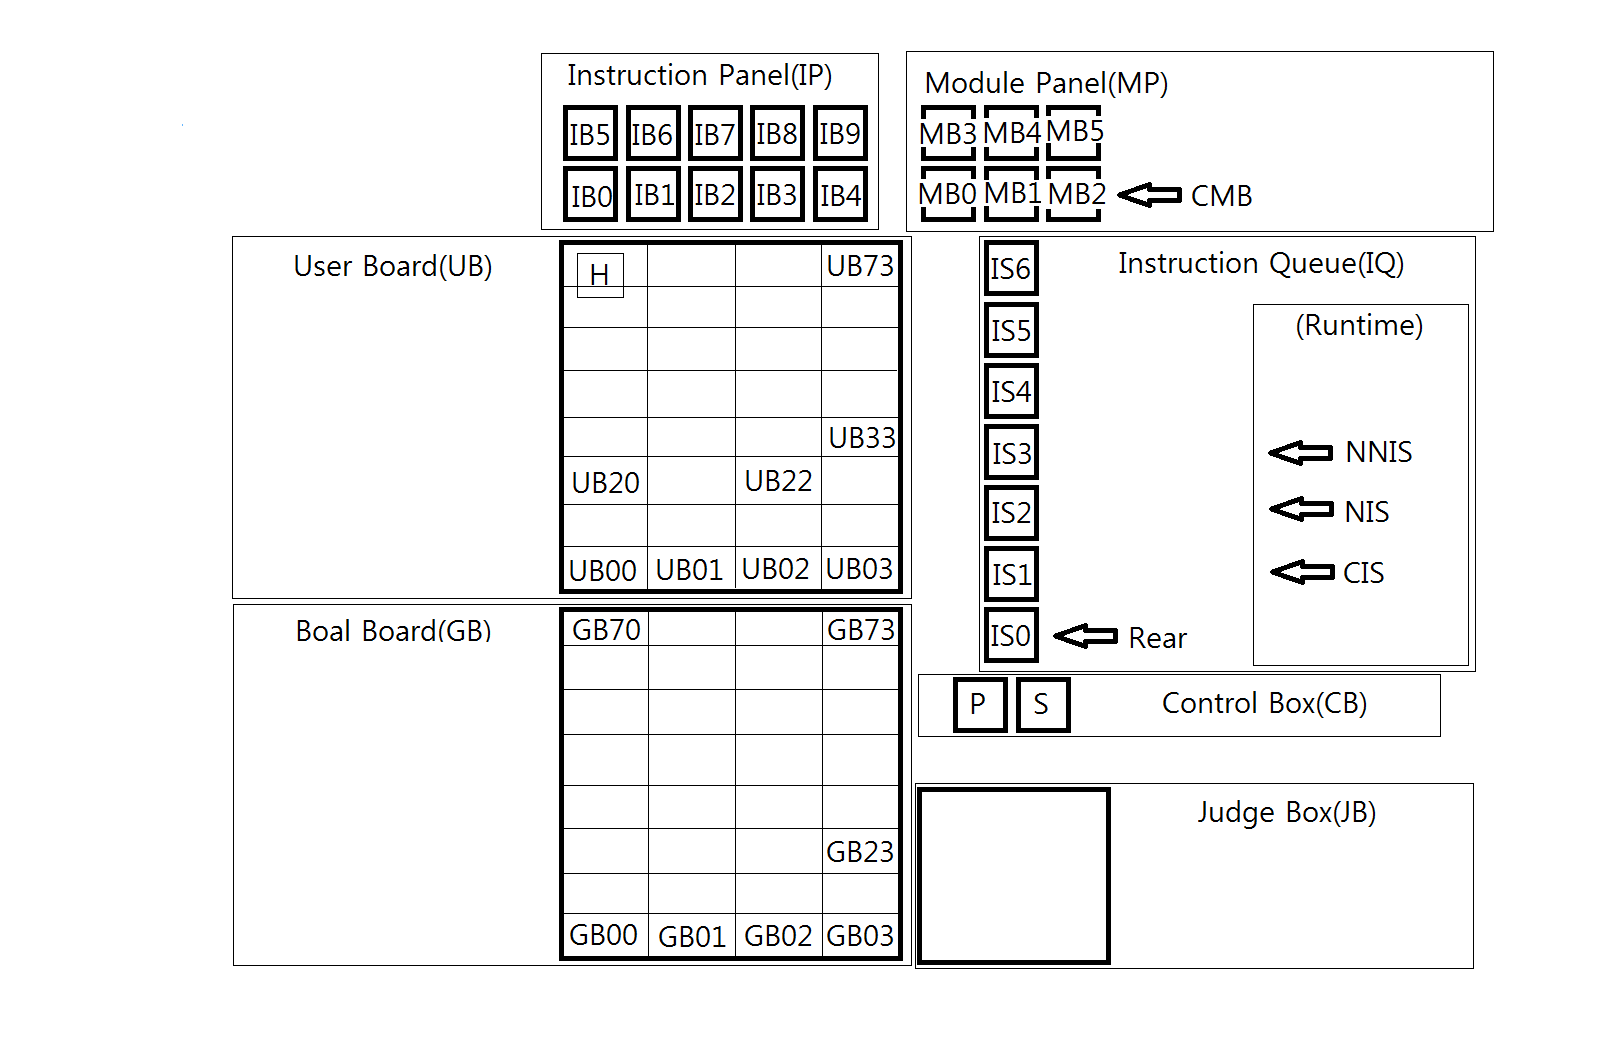 Instruction Panel(IP)
IB5 IB6 IB7 IB8 IB9
IB0 IB1 IB2 IB3 IB4
Module Panel(MP)
MB3 MB4 MB5
MB0 MB1 MB2 CMB
User Board(UB)
H UB73
UB33
UB20 UB22
UB00 UB01 UB02 UB03
Instruction Queue(IQ)
(Runtime)
IS6
IS5
IS4
IS3 NNIS
IS2 NIS
IS1 CIS
IS0 Rear
Boal Board(GB)
GB70 GB73
GB23
GB00 GB01 GB02 GB03
P S Control Box(CB)
Judge Box(JB)